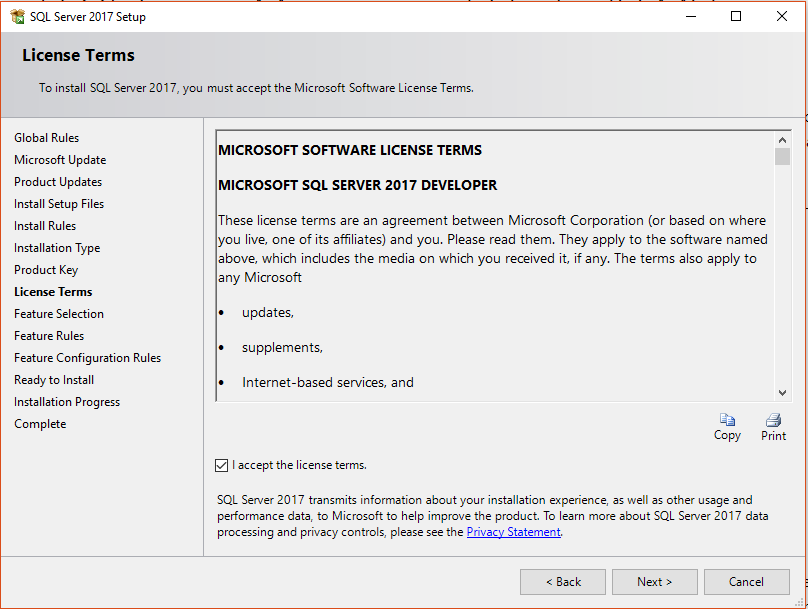 SQL Server 2017 Setup
License Terms
To install SQL Server 2017, you must accept the Microsoft Software License Terms.
Global Rules
Microsoft Update
Product Updates
Install Setup Files
Install Rules
Installation Type
Product Key
License Terms
Feature Selection
Feature Rules
Feature Configuration Rules
Ready to Install
Installation Progress
Complete
MICROSOFT SOFTWARE LICENSE TERMS
MICROSOFT SQL SERVER 2017 DEVELOPER
These license terms are an agreement between Microsoft Corporation (or based on where
you live, one of its affiliates) and you. Please read them. They apply to the software named
above, which includes the media on which you received it, if any. The terms also apply to
any Microsoft
• updates,
• supplements,
• Internet-based services, and
Copy
Print
I accept the license terms.
SQL Server 2017 transmits information about your installation experience, as well as other usage and
performance data, to Microsoft to help improve the product. To learn more about SQL Server 2017 data
processing and privacy controls, please see the Privacy Statement.
< Back
Next >
Cancel